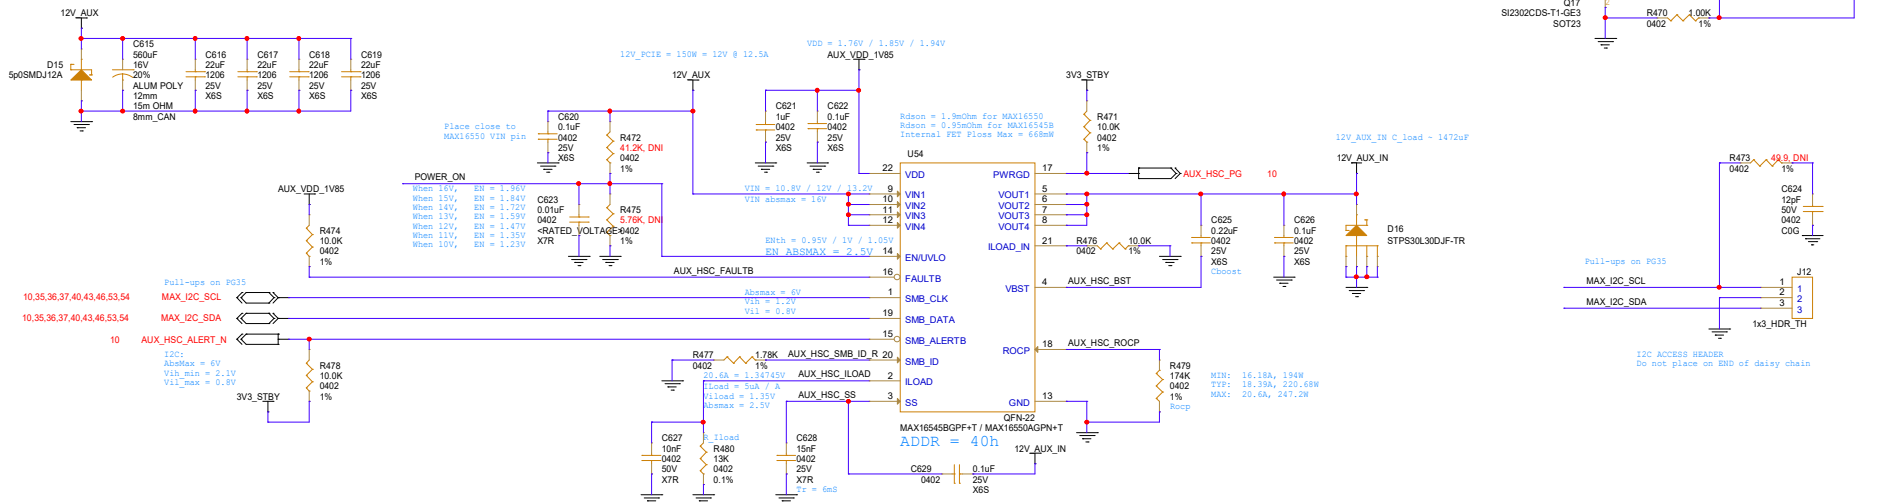 12V_AUX
D15
5p0SMDJ12A
C615
560uF
16V
20%
ALUM POLY
12mm
15m OHM
8mm_CAN
C616
22uF
1206
25V
X6S
C617
22uF
1206
25V
X6S
C618
22uF
1206
25V
X6S
C619
22uF
1206
25V
X6S
12V_PCIE = 150W = 12V @ 12.5A
VDD = 1.76V / 1.85V / 1.94V
AUX_VDD_1V85
12V_AUX
Place close to
MAX16550 VIN pin
C620
0.1uF
0402
25V
X6S
R472
41.2K, DNI
0402
1%
C621
1uF
0402
25V
X6S
C622
0.1uF
0402
25V
X6S
Rdson = 1.9mOhm for MAX16550
Rdson = 0.95mOhm for MAX16545B
Internal FET Ploss Max = 668mW
3V3_STBY
R471
10.0K
0402
1%
Q17
SI2302CDS-T1-GE3
SOT23
R470
0402
1.00K
1%
POWER_ON
When 16V, EN = 1.96V
When 15V, EN = 1.84V
When 14V, EN = 1.72V
When 13V, EN = 1.59V
When 12V, EN = 1.47V
When 11V, EN = 1.35V
When 10V, EN = 1.23V
C623
0.01uF
0402
<RATED_VOLTAGE>
X7R
R475
5.76K, DNI
0402
1%
VIN = 10.8V / 12V / 13.2V
VIN absmax = 16V
ENth = 0.95V / 1V / 1.05V
EN ABSMAX = 2.5V
AUX_VDD_1V85
R474
10.0K
0402
1%
AUX_HSC_FAULTB
Pull-ups on PG35
10,35,36,37,40,43,46,53,54
MAX_I2C_SCL
10,35,36,37,40,43,46,53,54
MAX_I2C_SDA
10
AUX_HSC_ALERT_N
Absmax = 6V
Vih = 1.2V
Vil = 0.8V
I2C:
AbsMax = 6V
Vih_min = 2.1V
Vil_max = 0.8V
R478
10.0K
0402
1%
3V3_STBY
R477
0402
1.78K
1%
AUX_HSC_SMB_ID_R
20.6A = 1.34745V
AUX_HSC_ILOAD
ILoad = 5uA / A
Viload = 1.35V
Absmax = 2.5V
AUX_HSC_SS
C627
10nF
0402
50V
X7R
R_Iload
R480
13K
0402
0.1%
C628
15nF
0402
25V
X7R
Tr = 6mS
U54
22 VDD
9 VIN1
10 VIN2
11 VIN3
12 VIN4
14 EN/UVLO
16 FAULTB
1 SMB_CLK
19 SMB_DATA
15 SMB_ALERTB
20 SMB_ID
2 ILOAD
3 SS
PWRGD 17
VOUT1 5
VOUT2 6
VOUT3 7
VOUT4 8
ILOAD_IN 21
VBST 4
ROCP 18
GND 13
QFN-22
MAX16545BGPF+T / MAX16550AGPN+T
ADDR = 40h
C629
0402
0.1uF
25V
X6S
12V_AUX_IN
AUX_HSC_PG
10
R476
0402
10.0K
1%
AUX_HSC_BST
C625
0.22uF
0402
25V
X6S
Cboost
C626
0.1uF
0402
25V
X6S
12V_AUX_IN C_load ~ 1472uF
12V_AUX_IN
D16
STPS30L30DJF-TR
AUX_HSC_ROCP
R479
174K
0402
1%
Rocp
MIN: 16.18A, 194W
TYP: 18.39A, 220.68W
MAX: 20.6A, 247.2W
R473
0402
49.9, DNI
1%
C624
12pF
50V
0402
C0G
Pull-ups on PG35
MAX_I2C_SCL
MAX_I2C_SDA
J12
1 1
2 2
3 3
1x3_HDR_TH
I2C ACCESS HEADER
Do not place on END of daisy chain